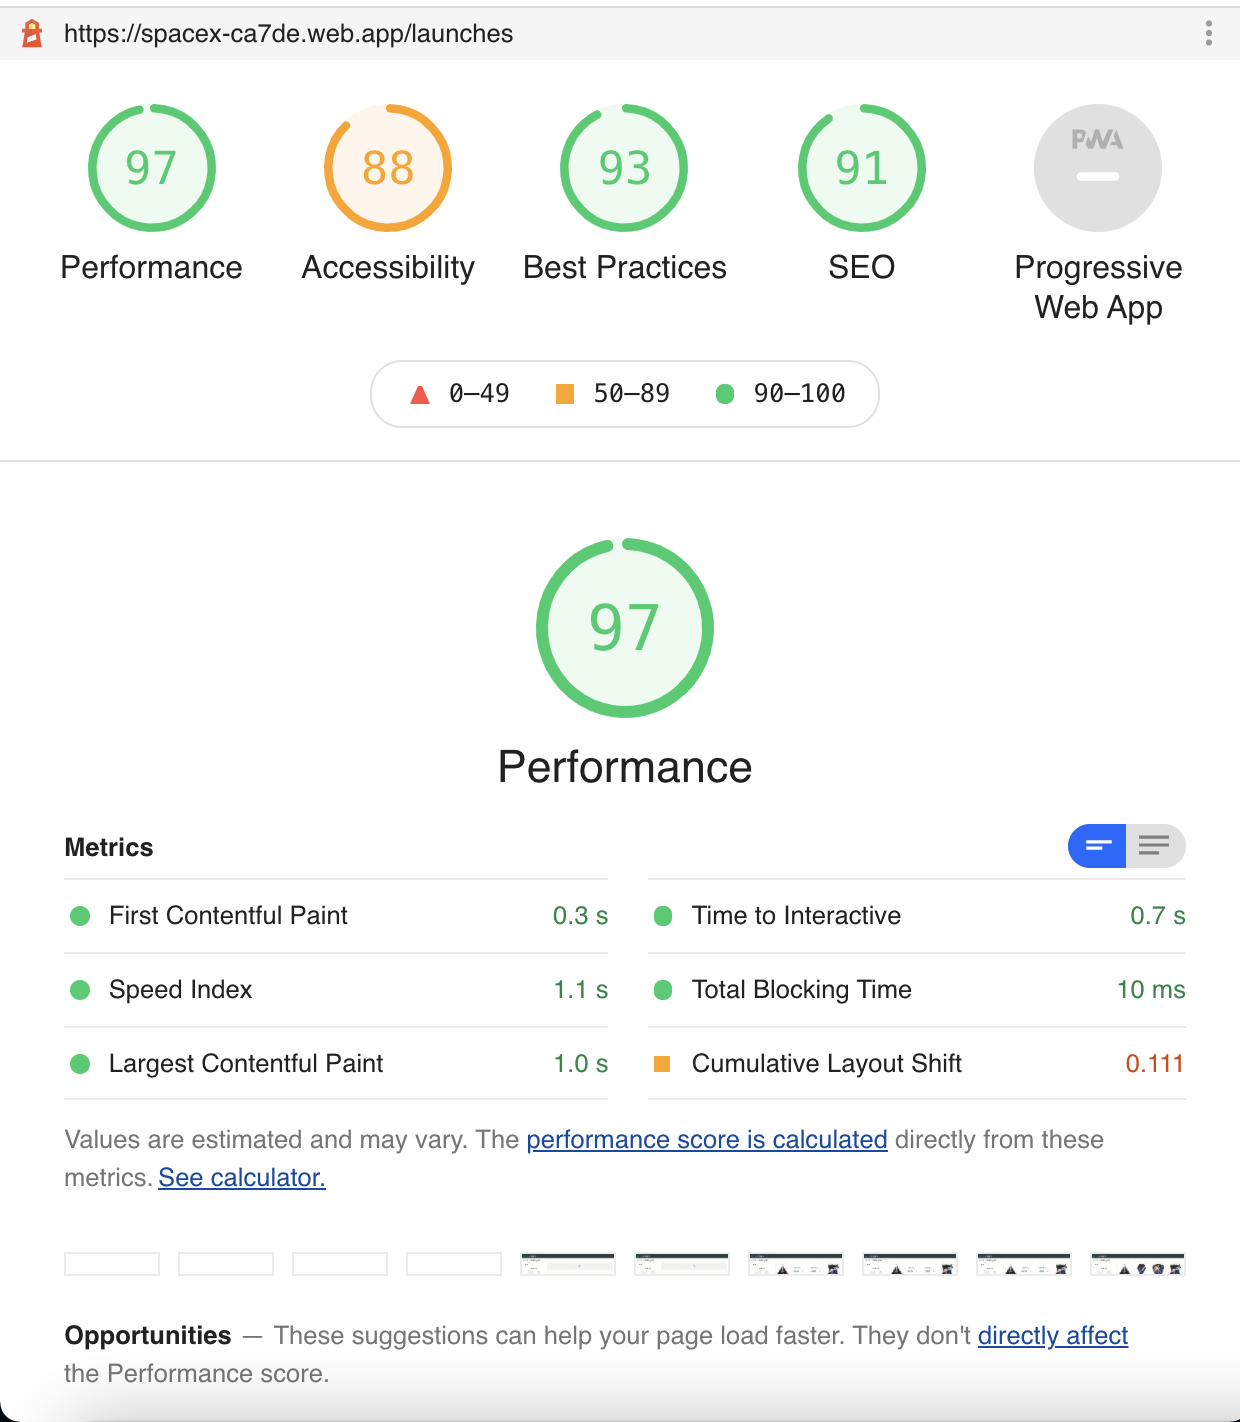 https://spacex-ca7de.web.app/launches
97
88
93
91
PWA
Performance
Accessibility
Best Practices
SEO
Progressive
Web App
0–49
50–89
90–100
97
Performance
Metrics
First Contentful Paint 0.3 s
Time to Interactive 0.7 s
Speed Index 1.1 s
Total Blocking Time 10 ms
Largest Contentful Paint 1.0 s
Cumulative Layout Shift 0.111
Values are estimated and may vary. The performance score is calculated directly from these
metrics. See calculator.
Opportunities — These suggestions can help your page load faster. They don't directly affect
the Performance score.